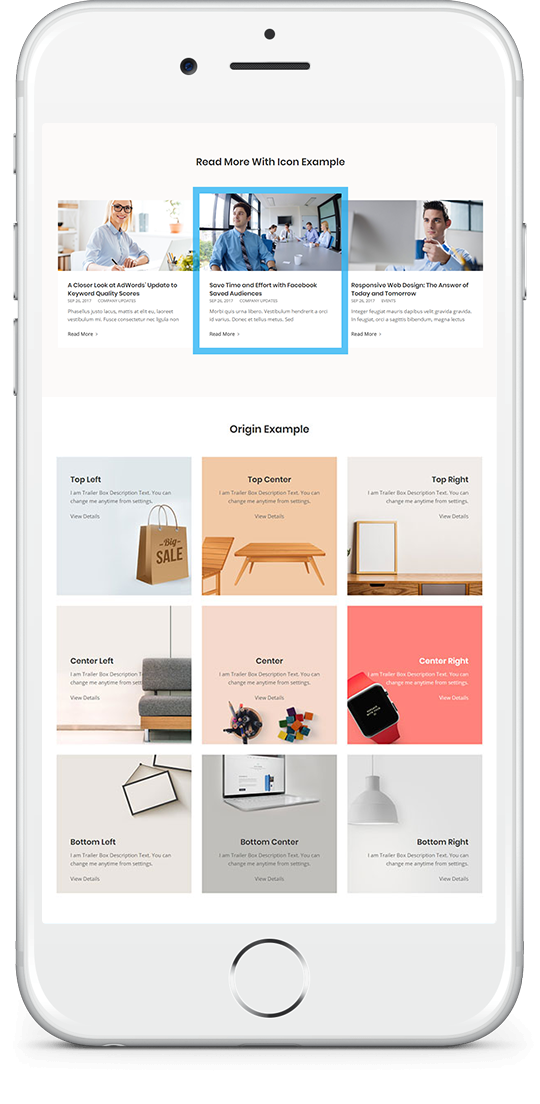 Read More With Icon Example
A Closer Look at AdWords' Update to
Keyword Quality Scores
SEP 26, 2017 COMPANY UPDATES
Phasellus justo lacus, mattis at elit eu, laoreet
vestibulum mi. Fusce consectetur nec ligula non
Read More >
Save Time and Effort with Facebook
Saved Audiences
SEP 26, 2017 COMPANY UPDATES
Morbi quis urna libero. Vestibulum hendrerit a orci
id varius. Donec et tellus metus. Sed
Read More >
Responsive Web Design: The Answer of
Today and Tomorrow
SEP 26, 2017 EVENTS
Integer feugiat mauris dapibus velit gravida gravida.
In feugiat, orci a sagittis bibendum, magna lectus
Read More >
Origin Example
Top Left
I am Trailer Box Description Text. You can
change me anytime from settings.
View Details
Big
SALE
Top Center
I am Trailer Box Description Text. You can
change me anytime from settings.
View Details
Top Right
I am Trailer Box Description Text. You can
change me anytime from settings.
View Details
Center Left
I am Trailer Box Description Text. You can
change me anytime from settings.
View Details
Center
I am Trailer Box Description Text. You can
change me anytime from settings.
View Details
Center Right
I am Trailer Box Description Text. You can
change me anytime from settings.
View Details
Bottom Left
I am Trailer Box Description Text. You can
change me anytime from settings.
View Details
Bottom Center
I am Trailer Box Description Text. You can
change me anytime from settings.
View Details
Bottom Right
I am Trailer Box Description Text. You can
change me anytime from settings.
View Details